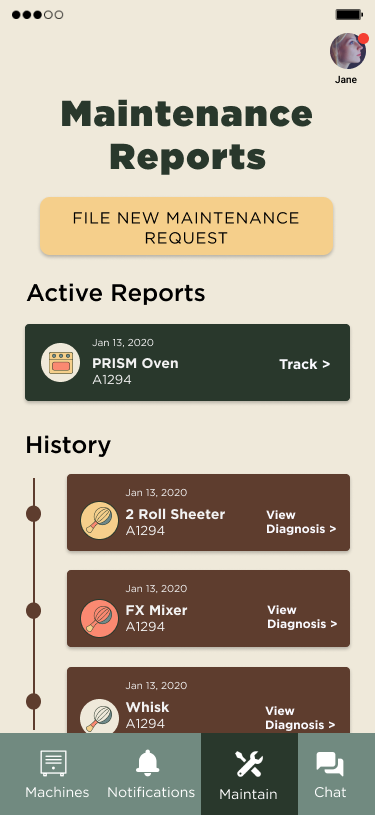 Jane
Maintenance
Reports
FILE NEW MAINTENANCE
REQUEST
Active Reports
Jan 13, 2020
PRISM Oven
A1294
Track >
History
Jan 13, 2020
2 Roll Sheeter
A1294
View
Diagnosis >
Jan 13, 2020
FX Mixer
A1294
View
Diagnosis >
Jan 13, 2020
Whisk
A1294
View
Diagnosis >
Machines
Notifications
Maintain
Chat